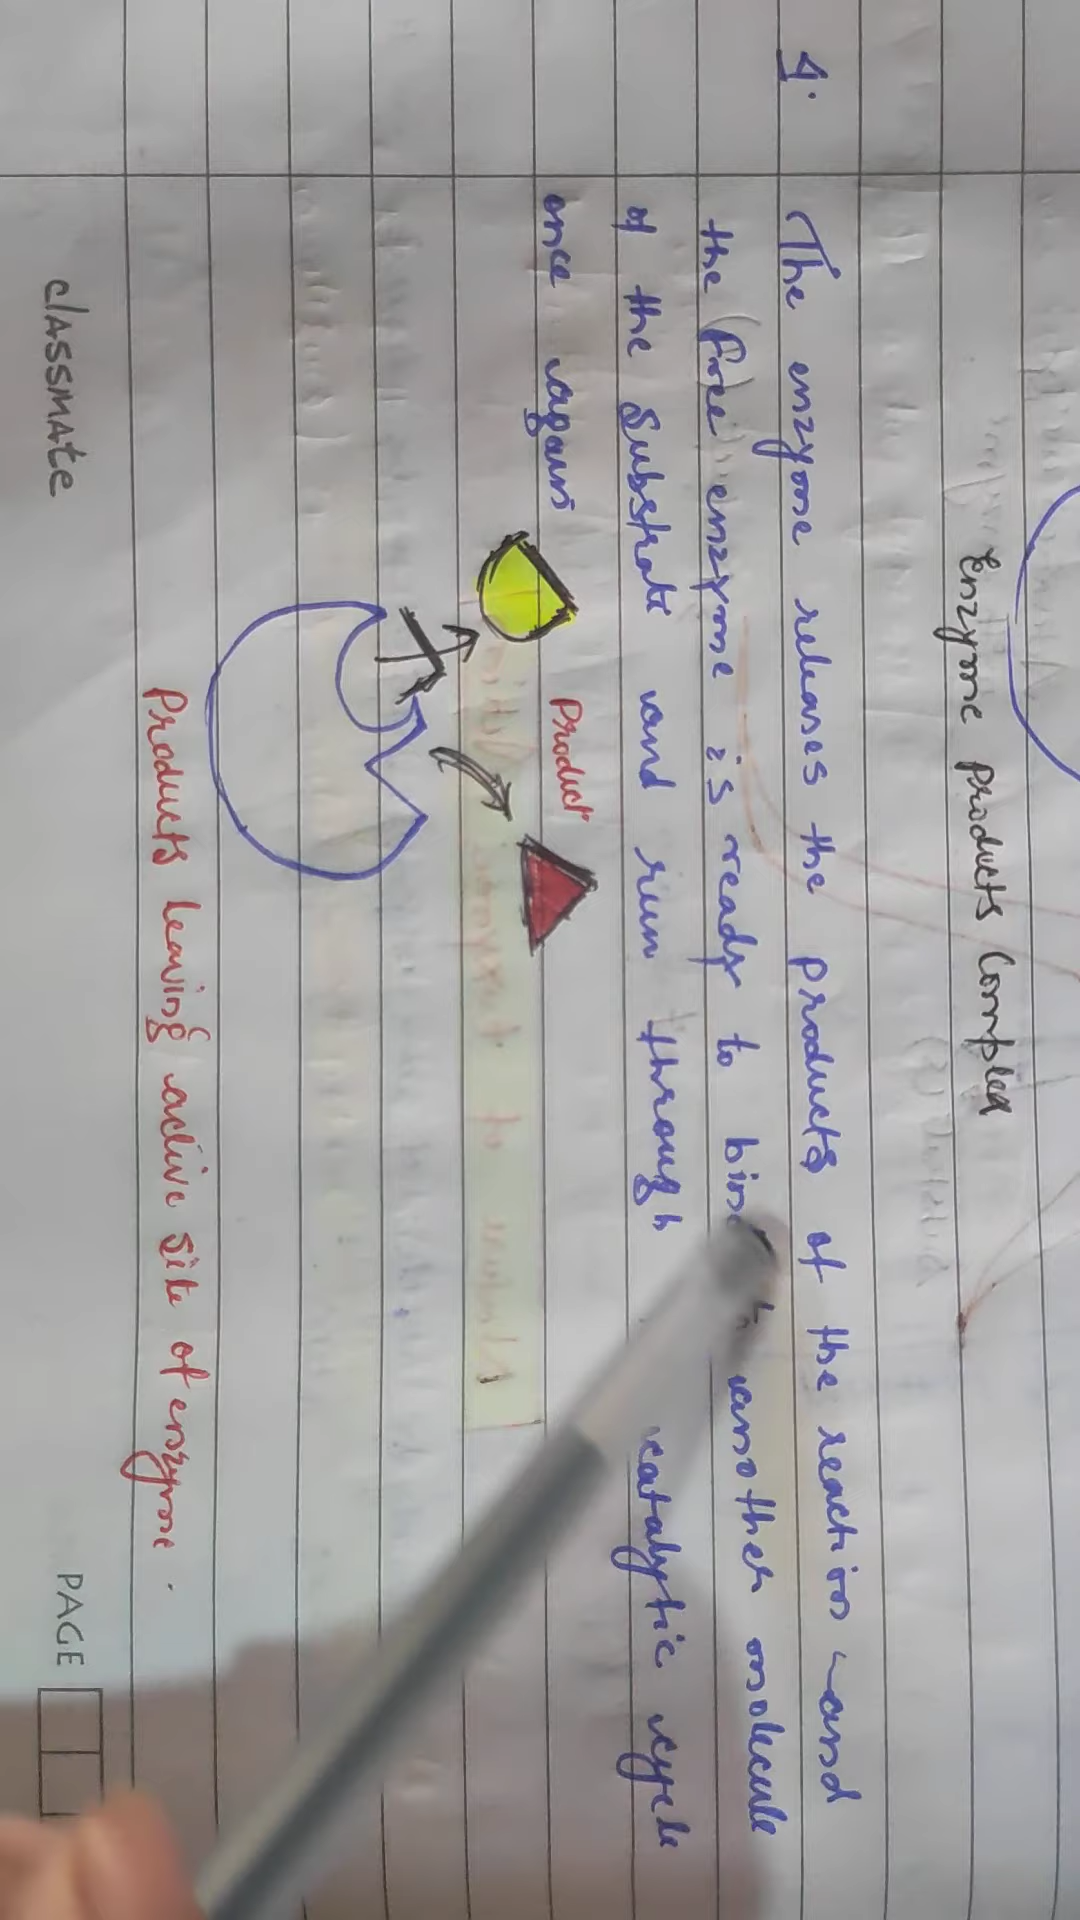 Enzyme Products Complex
4. The enzyme releases the products of the reaction and
the free enzyme is ready to another molecule
of the substrate and run through catalytic cycle
once again
Product
Products leaving active site of enzyme.
classmate
PAGE